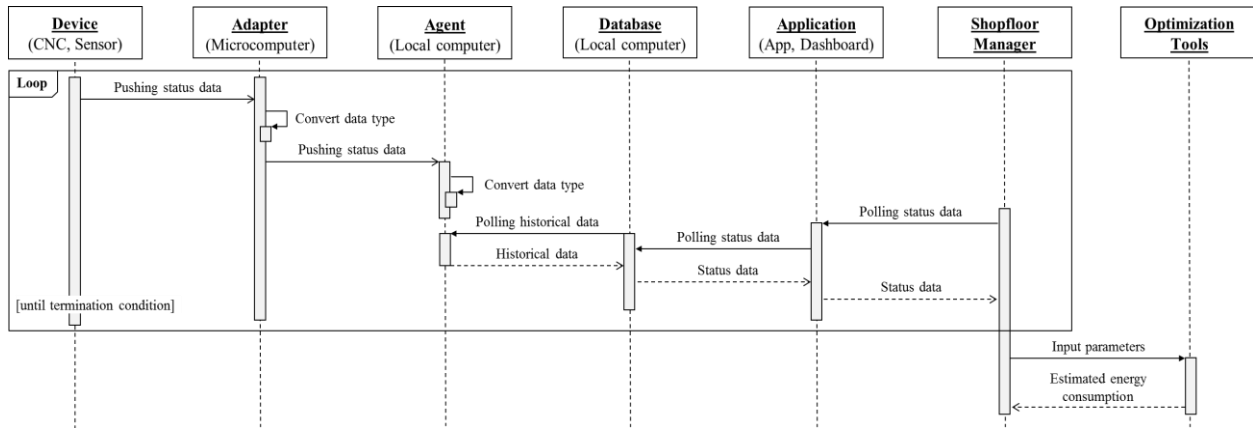 Device
(CNC, Sensor)
Adapter
(Microcomputer)
Agent
(Local computer)
Database
(Local computer)
Application
(App, Dashboard)
Shopfloor
Manager
Optimization
Tools
Loop
Pushing status data
Convert data type
Pushing status data
Convert data type
Polling status data
Polling historical data
Polling status data
Historical data
Status data
Status data
[until termination condition]
Input parameters
Estimated energy
consumption